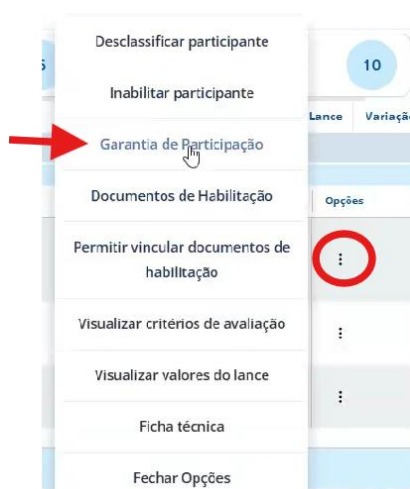 Desclassificar participante
10
Inabilitar participante
Lance Variação
Garantia de Participação
Documentos de Habilitação
Opções
Permitir vincular documentos de
habilitação
Visualizar critérios de avaliação
Visualizar valores do lance
Ficha técnica
Fechar Opções